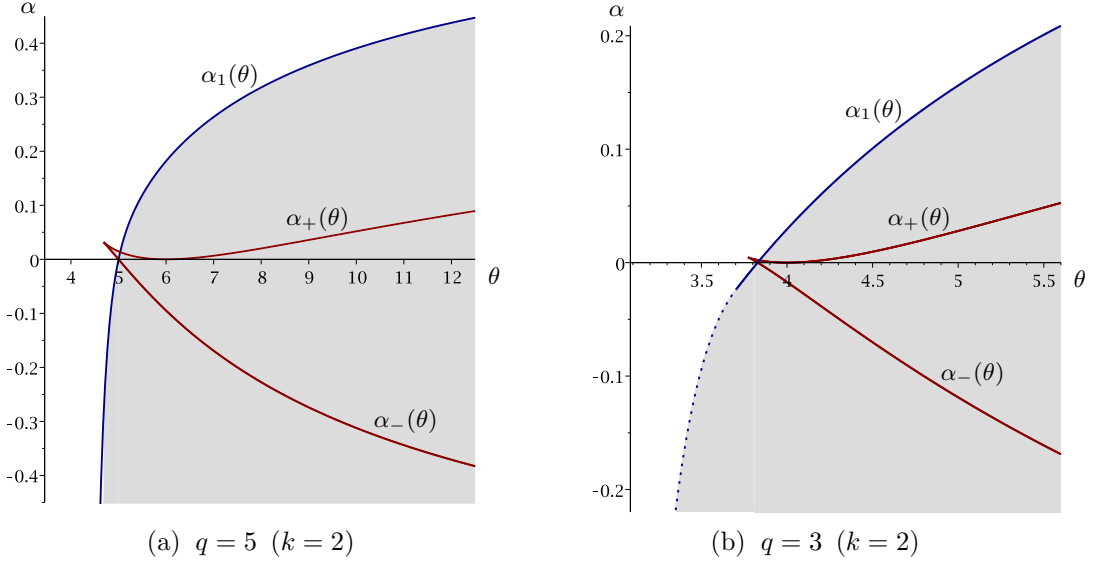 α
0.4
0.3
0.2
0.1
0
-0.1
-0.2
-0.3
-0.4
4 5 6 7 8 9 10 11 12 θ
α₁(θ)
α₊(θ)
α₋(θ)
(a) q = 5 (k = 2)
α
0.2
0.1
0
-0.1
-0.2
3.5 4 4.5 5 5.5 θ
α₁(θ)
α₊(θ)
α₋(θ)
(b) q = 3 (k = 2)